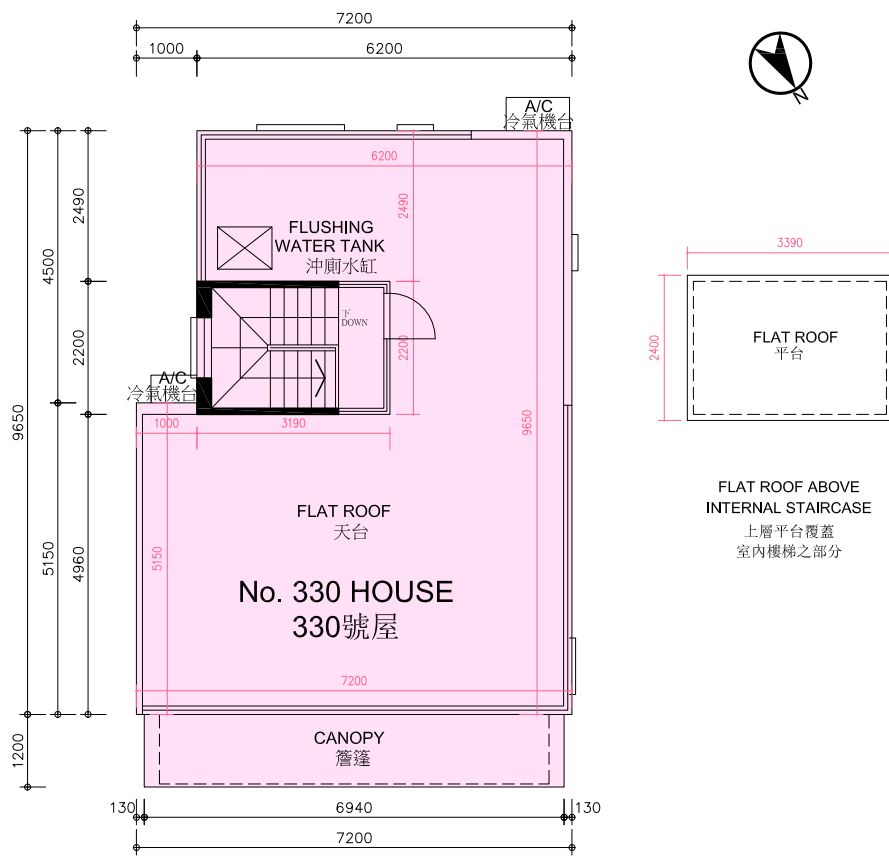 7200
1000
6200
N
A/C
冷氣機台
6200
2490
2490
FLUSHING
WATER TANK
沖廁水缸
4500
3390
下
DOWN
2200
2200
2400
FLAT ROOF
平台
A/C
冷氣機台
9650
9650
1000
3190
FLAT ROOF ABOVE
INTERNAL STAIRCASE
上層平台覆蓋
室內樓梯之部分
FLAT ROOF
天台
5150
4960
5150
No. 330 HOUSE
330號屋
7200
1200
CANOPY
簷篷
130
6940
130
7200